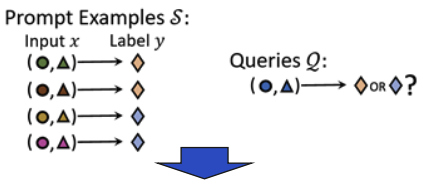 Prompt Examples 𝒮:
Input x Label y
( , )
( , )
( , )
( , )
Queries 𝒬:
( , ) OR ?